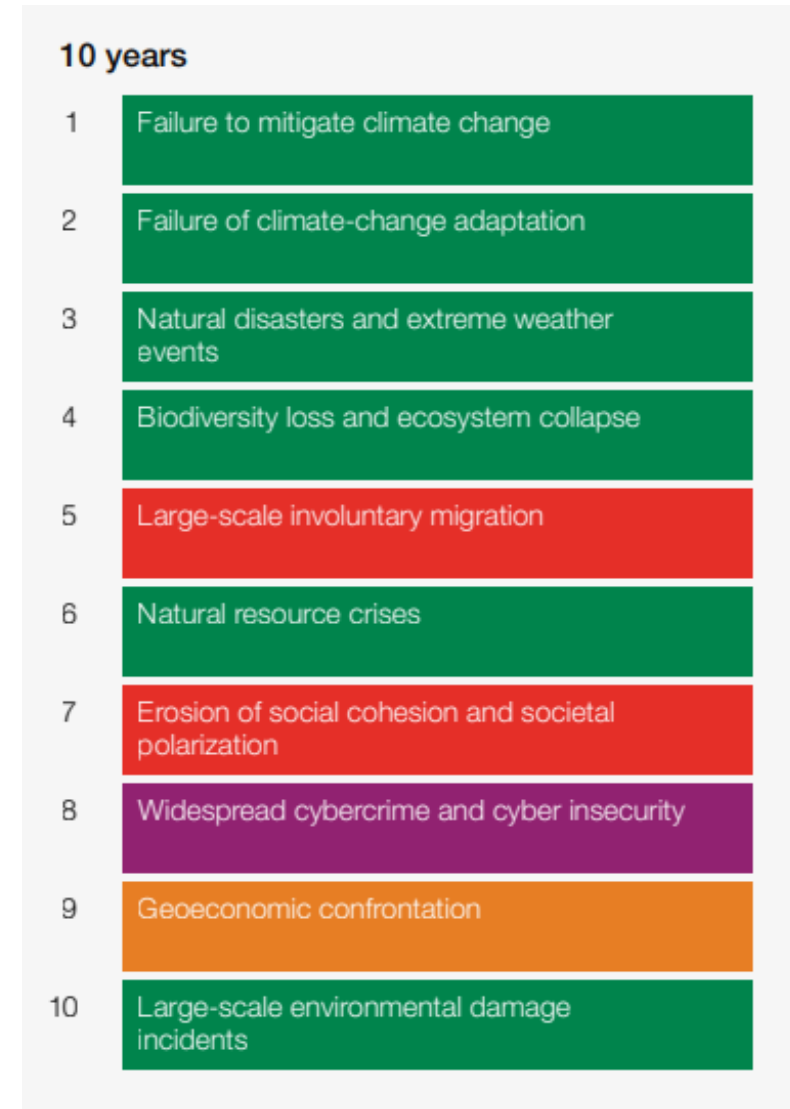 10 years
1 Failure to mitigate climate change
2 Failure of climate-change adaptation
3 Natural disasters and extreme weather
events
4 Biodiversity loss and ecosystem collapse
5 Large-scale involuntary migration
6 Natural resource crises
7 Erosion of social cohesion and societal
polarization
8 Widespread cybercrime and cyber insecurity
9 Geoeconomic confrontation
10 Large-scale environmental damage
incidents